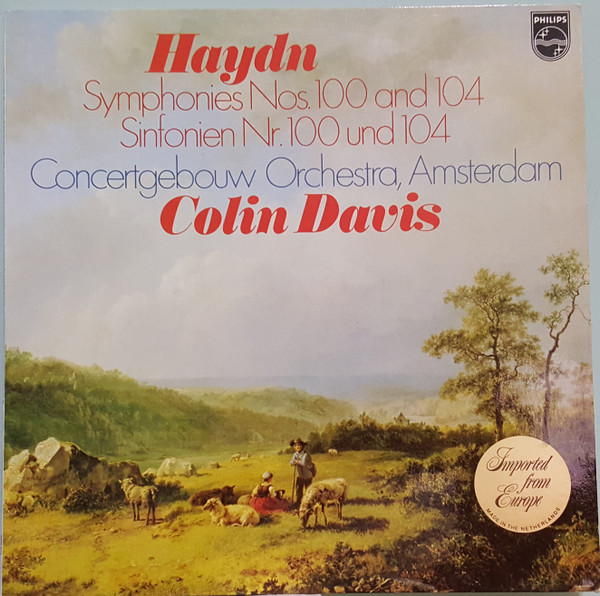 PHILIPS
Haydn
Symphonies Nos. 100 and 104
Sinfonien Nr. 100 und 104
Concertgebouw Orchestra, Amsterdam
Colin Davis
Imported
from
Europe
MADE IN THE NETHERLANDS